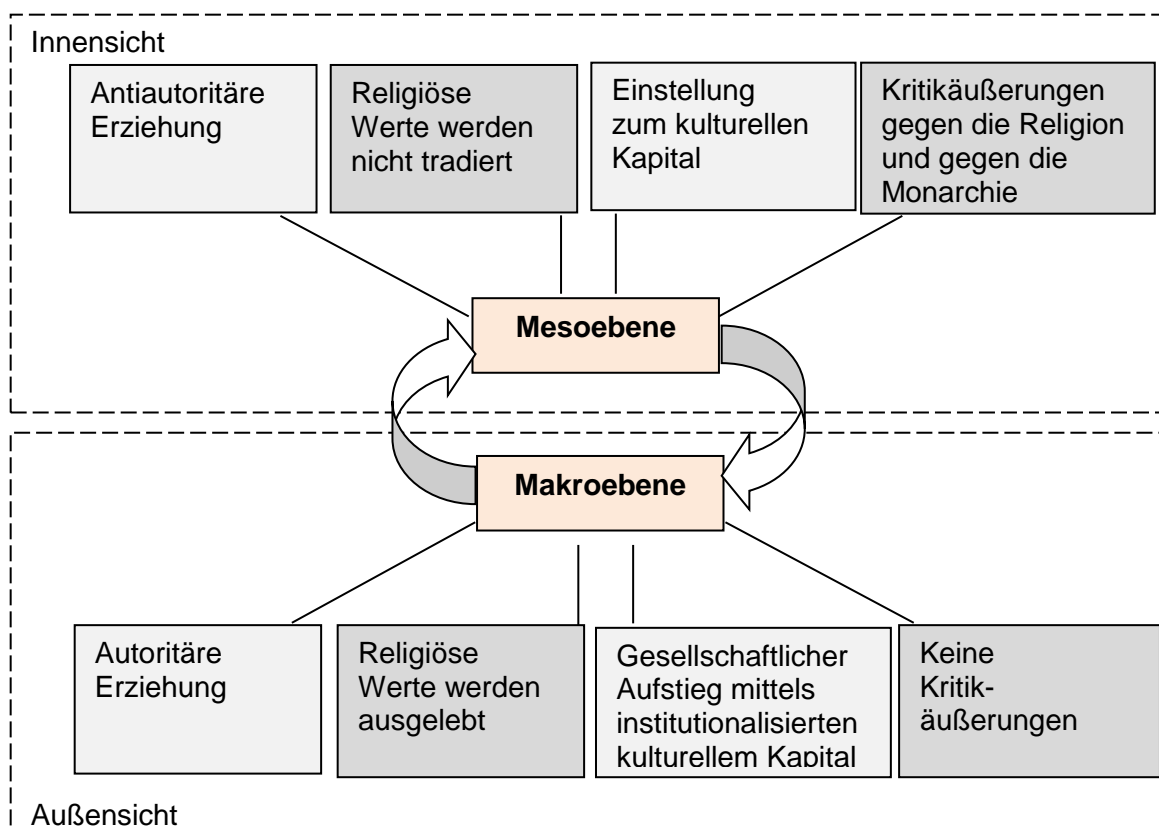 Innensicht
Antiautoritäre
Erziehung
Religiöse
Werte werden
nicht tradiert
Einstellung
zum kulturellen
Kapital
Kritikäußerungen
gegen die Religion
und gegen die
Monarchie
Mesoebene
Makroebene
Autoritäre
Erziehung
Religiöse
Werte werden
ausgelebt
Gesellschaftlicher
Aufstieg mittels
institutionalisierten
kulturellem Kapital
Keine
Kritik-
äußerungen
Außensicht